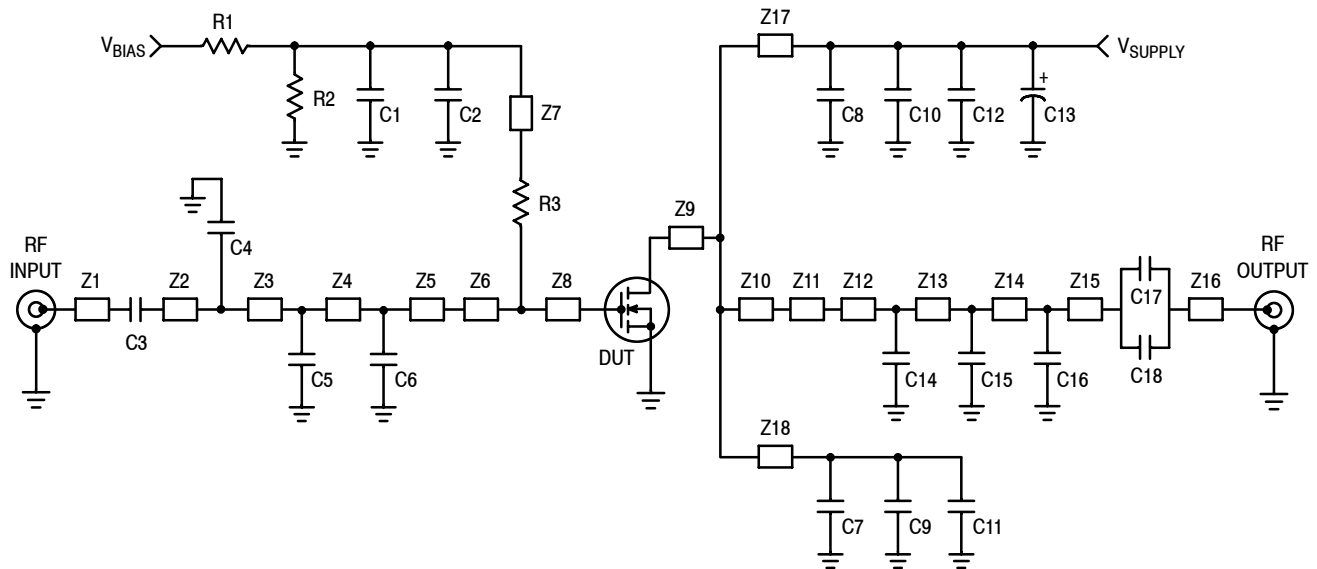 R1
Z17
V_BIAS
V_SUPPLY
R2
C1
C2
Z7
C8
C10
C12
+
C13
R3
C4
Z9
RF
INPUT
Z1
Z2
Z3
Z4
Z5
Z6
Z8
Z10
Z11
Z12
Z13
Z14
Z15
C17
Z16
RF
OUTPUT
C3
DUT
C5
C6
C14
C15
C16
C18
Z18
C7
C9
C11